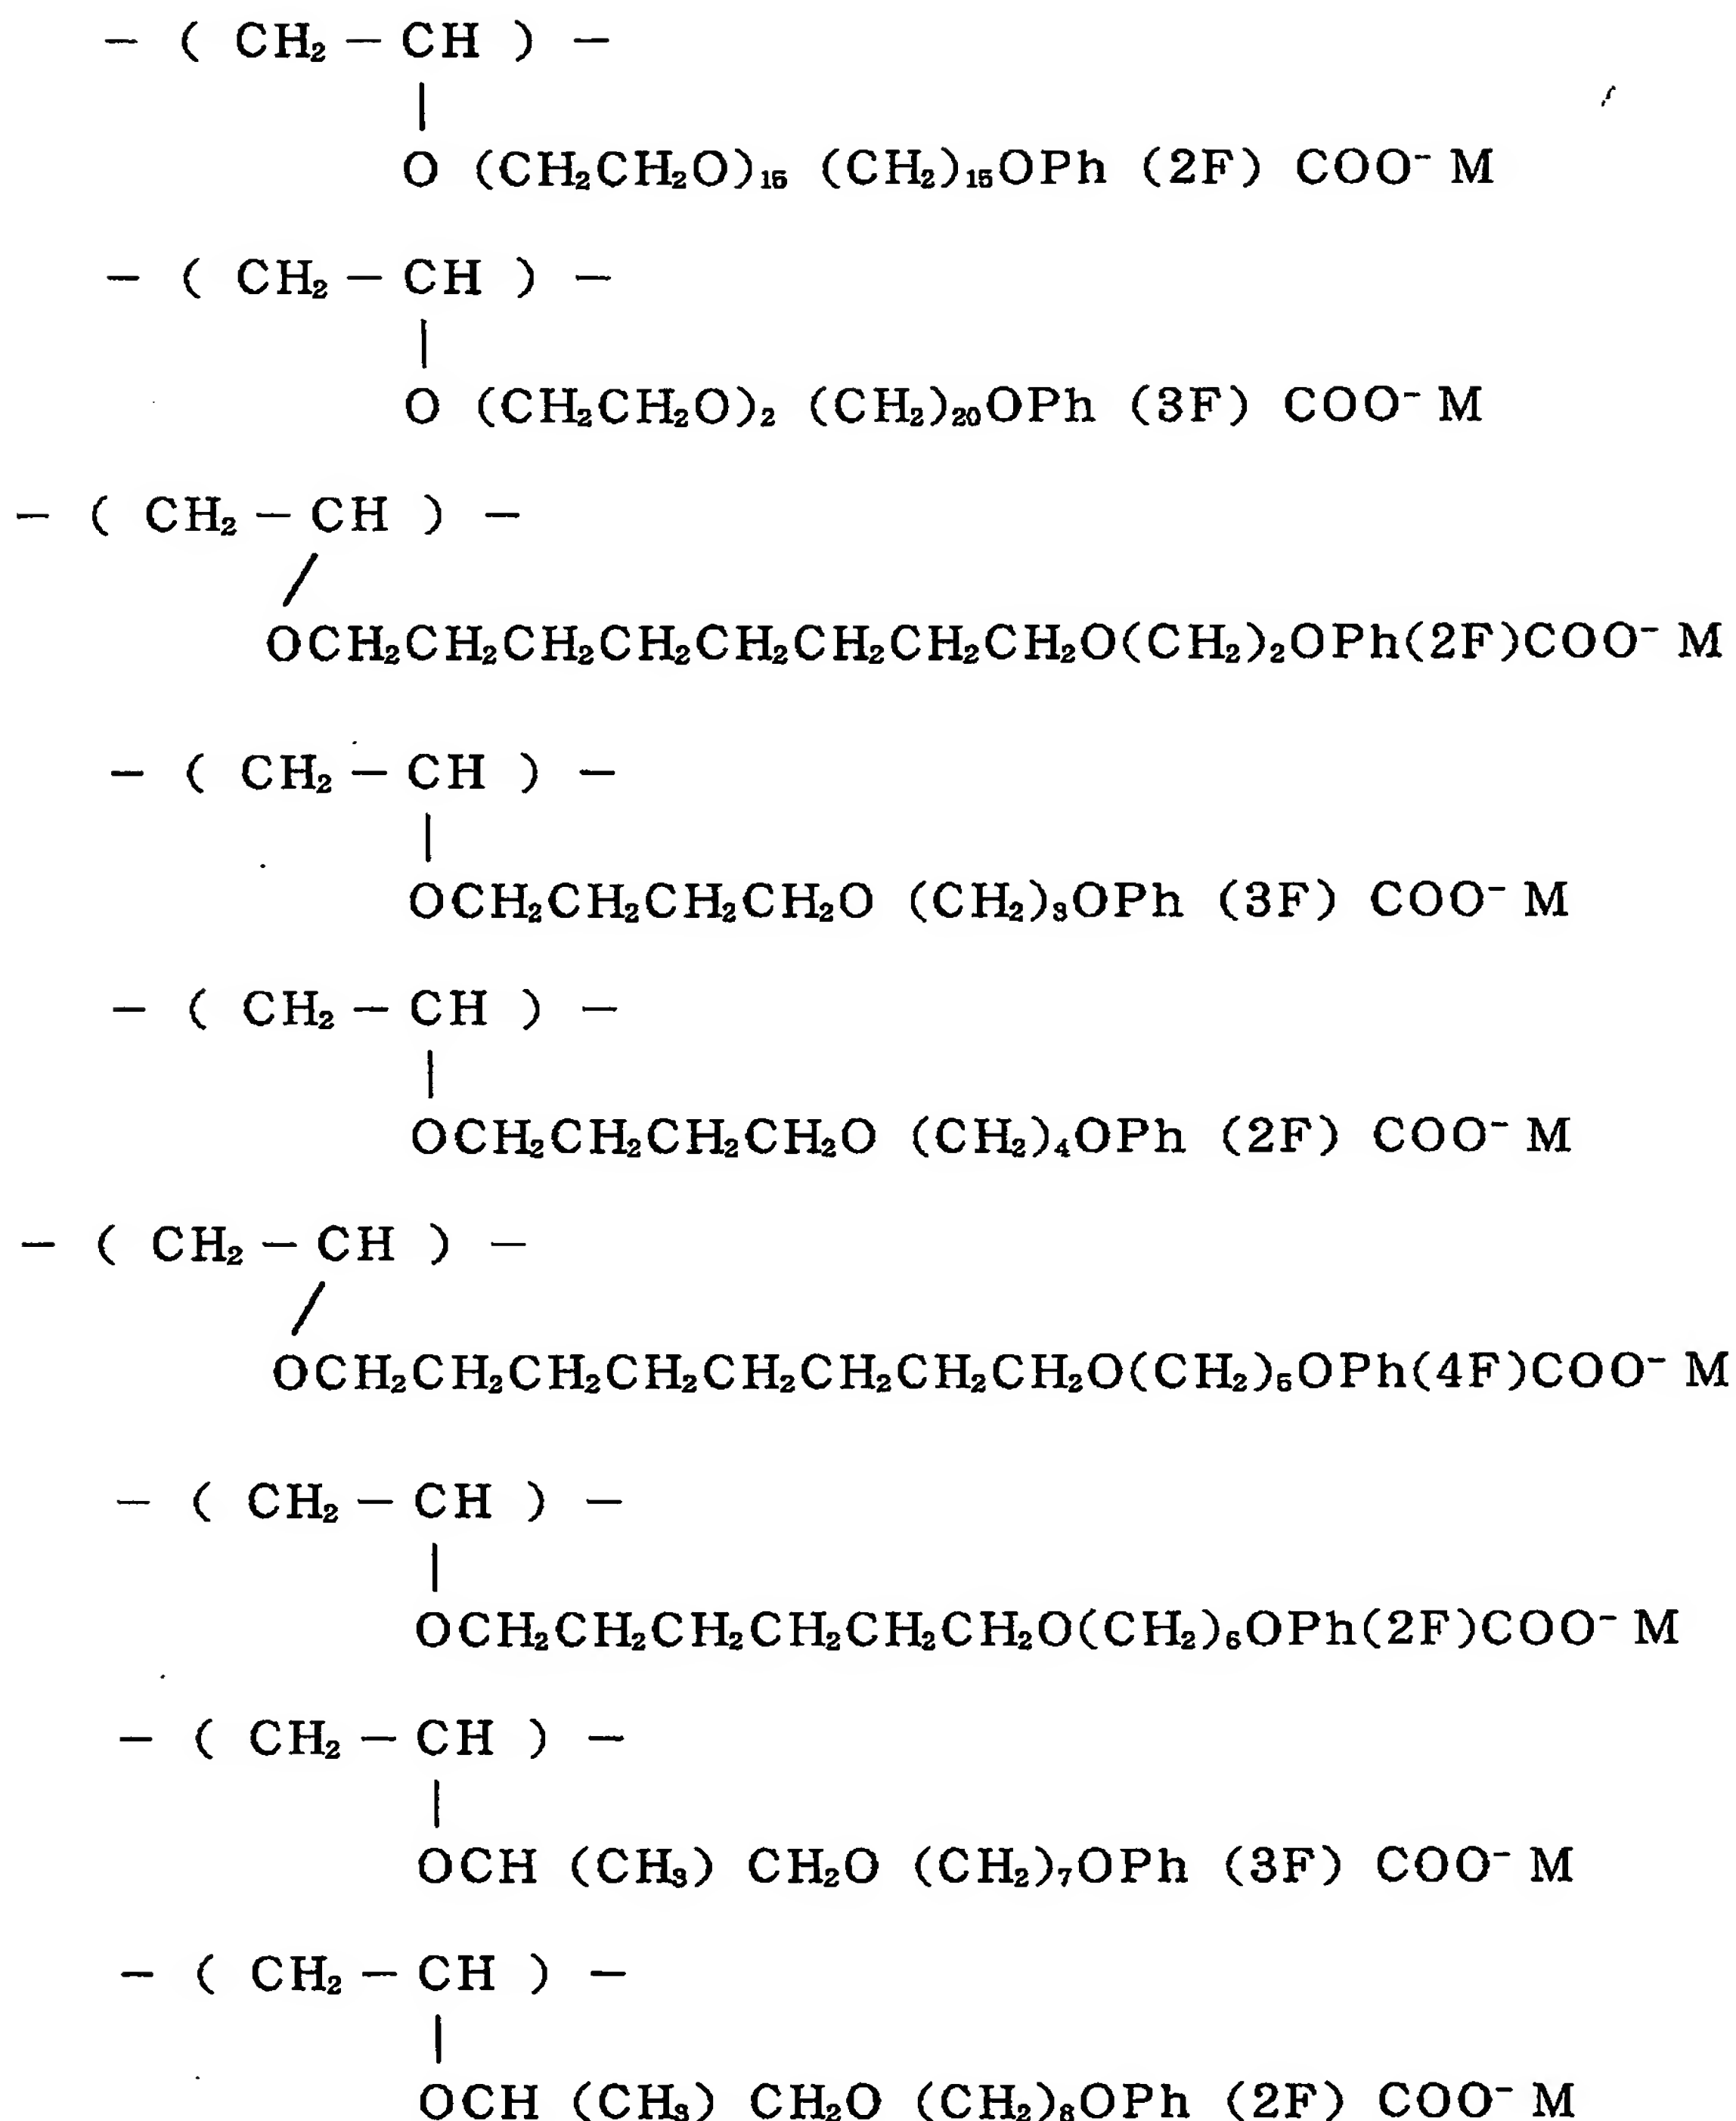 — ( CH₂ — CH ) —
|
O (CH₂CH₂O)₁₅ (CH₂)₁₅OPh (2F) COO⁻ M
— ( CH₂ — CH ) —
|
O (CH₂CH₂O)₂ (CH₂)₂₀OPh (3F) COO⁻ M
— ( CH₂ — CH ) —
/
OCH₂CH₂CH₂CH₂CH₂CH₂CH₂CH₂O(CH₂)₂OPh(2F)COO⁻ M
— ( CH₂ — CH ) —
|
OCH₂CH₂CH₂CH₂O (CH₂)₃OPh (3F) COO⁻ M
— ( CH₂ — CH ) —
|
OCH₂CH₂CH₂CH₂O (CH₂)₄OPh (2F) COO⁻ M
— ( CH₂ — CH ) —
/
OCH₂CH₂CH₂CH₂CH₂CH₂CH₂CH₂O(CH₂)₅OPh(4F)COO⁻ M
— ( CH₂ — CH ) —
|
OCH₂CH₂CH₂CH₂CH₂CH₂O(CH₂)₆OPh(2F)COO⁻ M
— ( CH₂ — CH ) —
|
OCH (CH₃) CH₂O (CH₂)₇OPh (3F) COO⁻ M
— ( CH₂ — CH ) —
|
OCH (CH₃) CH₂O (CH₂)₈OPh (2F) COO⁻ M